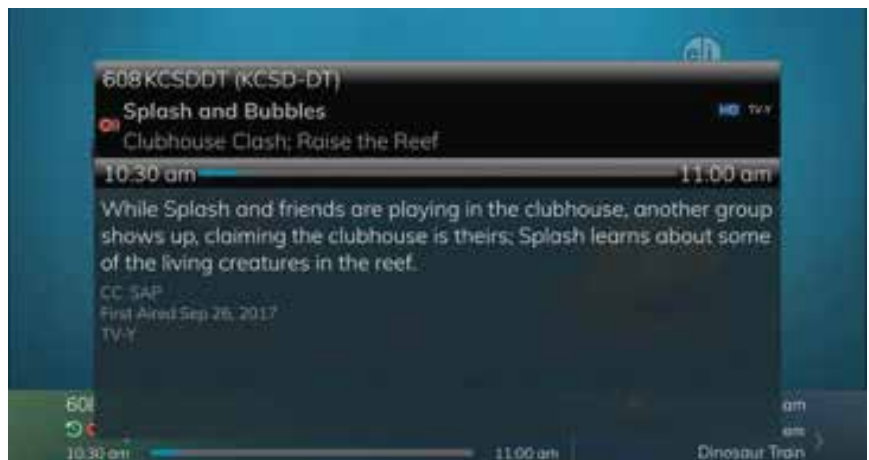 608 KCSDDT (KCSD-DT)
Splash and Bubbles
HD TV-Y
Clubhouse Clash; Raise the Reef
10:30 am 11:00 am
While Splash and friends are playing in the clubhouse, another group
shows up, claiming the clubhouse is theirs; Splash learns about some
of the living creatures in the reef.
CC SAP
First Aired Sep 26, 2017
TV-Y
608 am
am
10:30 am 11:00 am Dinosaur Train